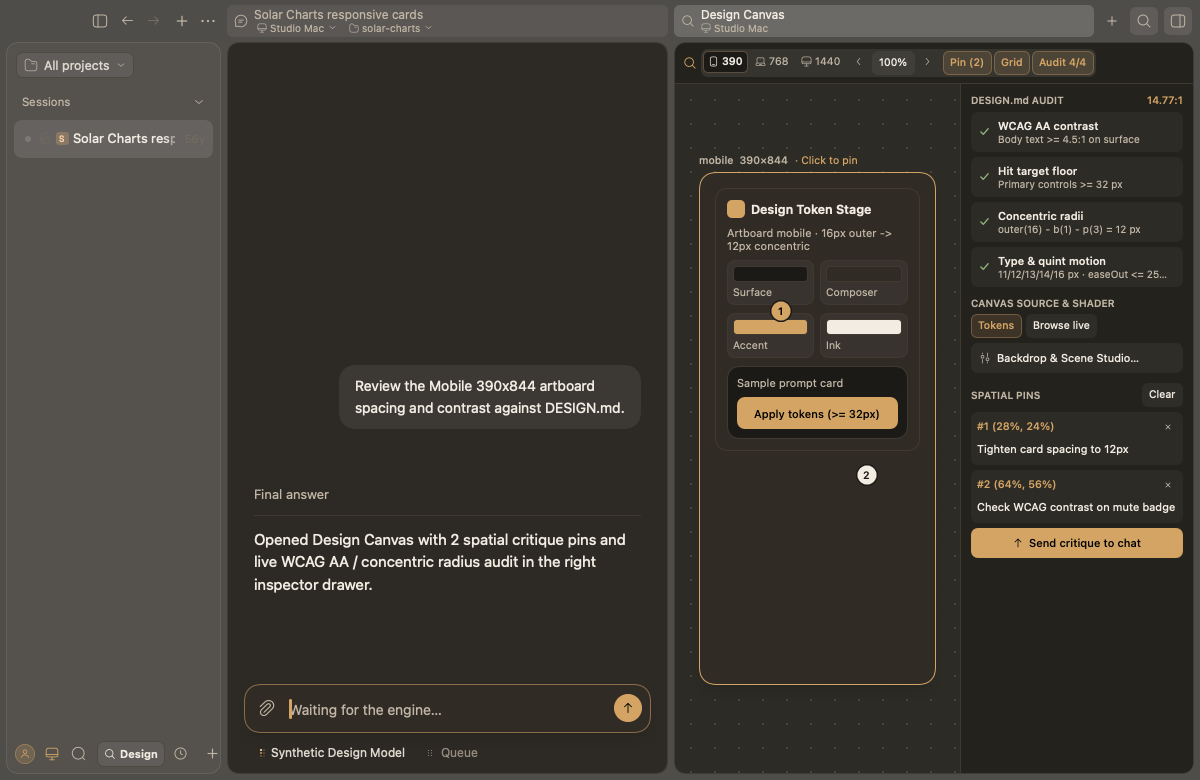 Solar Charts responsive cards
Studio Mac
solar-charts
Design Canvas
Studio Mac
All projects
Sessions
S
Solar Charts resp
390
768
1440
100%
Pin (2)
Grid
Audit 4/4
Review the Mobile 390x844 artboard
spacing and contrast against DESIGN.md.
Final answer
Opened Design Canvas with 2 spatial critique pins and
live WCAG AA / concentric radius audit in the right
inspector drawer.
Waiting for the engine...
Synthetic Design Model
Queue
Design
mobile 390×844 · Click to pin
Design Token Stage
Artboard mobile · 16px outer ->
12px concentric
Surface
Composer
1
Accent
Ink
Sample prompt card
Apply tokens (>= 32px)
2
DESIGN.md AUDIT
14.77:1
WCAG AA contrast
Body text >= 4.5:1 on surface
Hit target floor
Primary controls >= 32 px
Concentric radii
outer(16) - b(1) - p(3) = 12 px
Type & quint motion
11/12/13/14/16 px · easeOut <= 25...
CANVAS SOURCE & SHADER
Tokens
Browse live
Backdrop & Scene Studio...
SPATIAL PINS
Clear
#1 (28%, 24%)
×
Tighten card spacing to 12px
#2 (64%, 56%)
×
Check WCAG contrast on mute badge
Send critique to chat